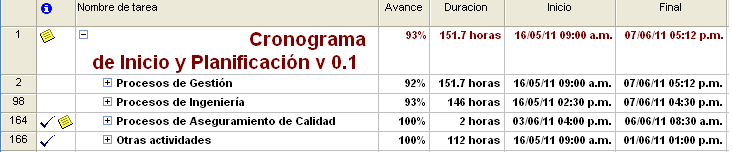 Nombre de tarea Avance Duracion Inicio Final
1 Cronograma 93% 151.7 horas 16/05/11 09:00 a.m. 07/06/11 05:12 p.m.
de Inicio y Planificación v 0.1
2 Procesos de Gestión 92% 151.7 horas 16/05/11 09:00 a.m. 07/06/11 05:12 p.m.
98 Procesos de Ingeniería 93% 146 horas 16/05/11 02:30 p.m. 07/06/11 04:30 p.m.
164 Procesos de Aseguramiento de Calidad 100% 2 horas 03/06/11 04:00 p.m. 06/06/11 08:30 a.m.
166 Otras actividades 100% 112 horas 16/05/11 09:00 a.m. 01/06/11 01:00 p.m.